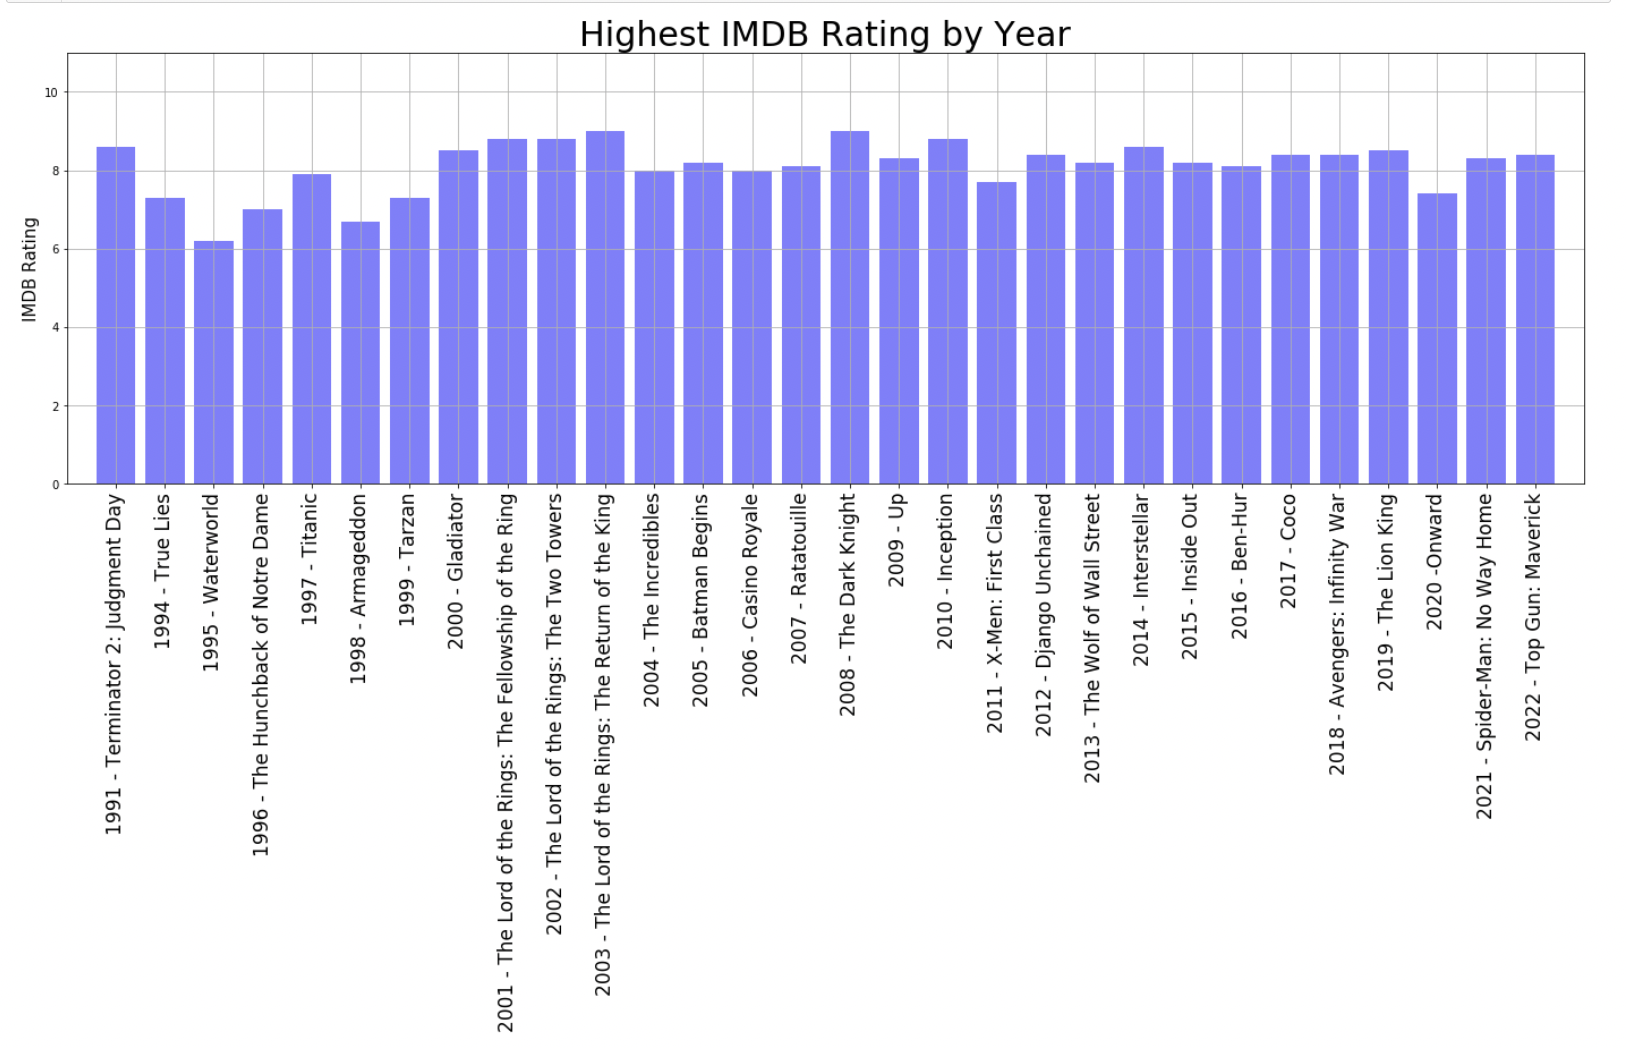 Highest IMDB Rating by Year
IMDB Rating
10
8
6
4
2
0
1991 - Terminator 2: Judgment Day
1994 - True Lies
1995 - Waterworld
1996 - The Hunchback of Notre Dame
1997 - Titanic
1998 - Armageddon
1999 - Tarzan
2000 - Gladiator
2001 - The Lord of the Rings: The Fellowship of the Ring
2002 - The Lord of the Rings: The Two Towers
2003 - The Lord of the Rings: The Return of the King
2004 - The Incredibles
2005 - Batman Begins
2006 - Casino Royale
2007 - Ratatouille
2008 - The Dark Knight
2009 - Up
2010 - Inception
2011 - X-Men: First Class
2012 - Django Unchained
2013 - The Wolf of Wall Street
2014 - Interstellar
2015 - Inside Out
2016 - Ben-Hur
2017 - Coco
2018 - Avengers: Infinity War
2019 - The Lion King
2020 -Onward
2021 - Spider-Man: No Way Home
2022 - Top Gun: Maverick